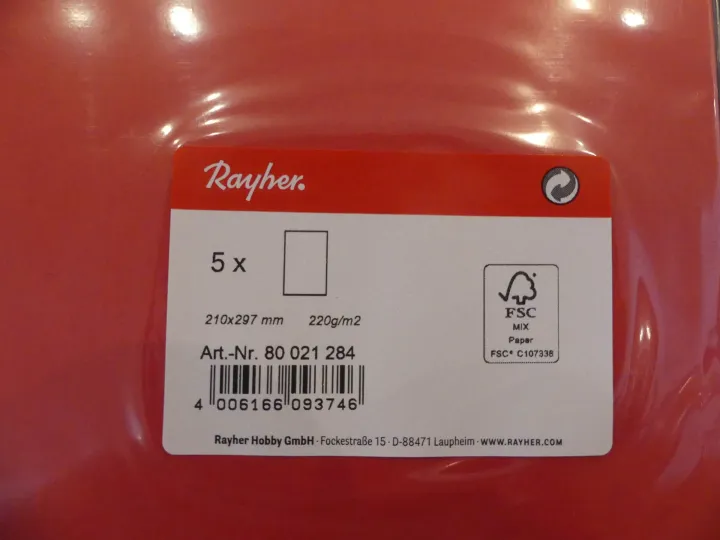 Rayher.
5 x
210x297 mm 220g/m2
FSC
MIX
Paper
FSC® C107338
Art.-Nr. 80 021 284
4 006166 093746
Rayher Hobby GmbH · Fockestraße 15 · D-88471 Laupheim · WWW.RAYHER.COM